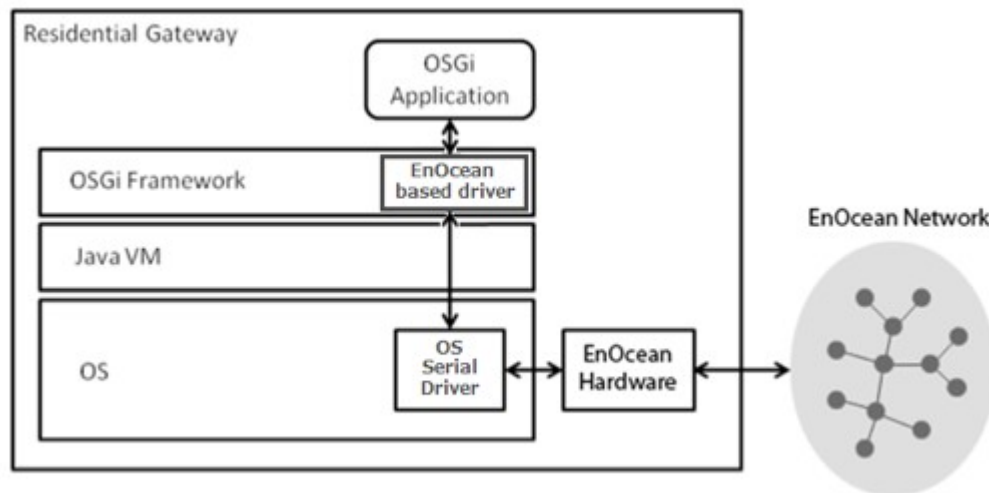 Residential Gateway
OSGi
Application
OSGi Framework
EnOcean
based driver
Java VM
OS
OS
Serial
Driver
EnOcean
Hardware
EnOcean Network